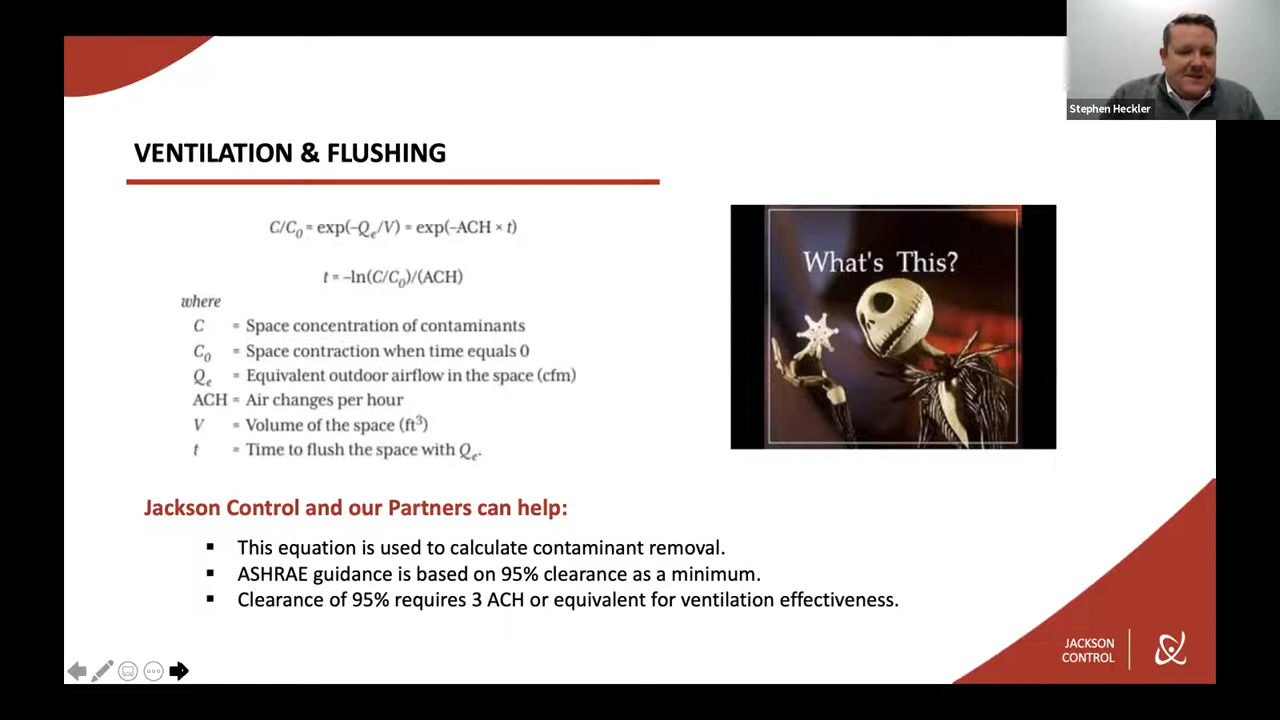 Stephen Heckler
VENTILATION & FLUSHING
C/C₀ = exp(–Qₑ/V) = exp(–ACH × t)
t = –ln(C/C₀)/(ACH)
where
C = Space concentration of contaminants
C₀ = Space contraction when time equals 0
Qₑ = Equivalent outdoor airflow in the space (cfm)
ACH = Air changes per hour
V = Volume of the space (ft³)
t = Time to flush the space with Qₑ.
What's This?
Jackson Control and our Partners can help:
▪ This equation is used to calculate contaminant removal.
▪ ASHRAE guidance is based on 95% clearance as a minimum.
▪ Clearance of 95% requires 3 ACH or equivalent for ventilation effectiveness.
JACKSON
CONTROL